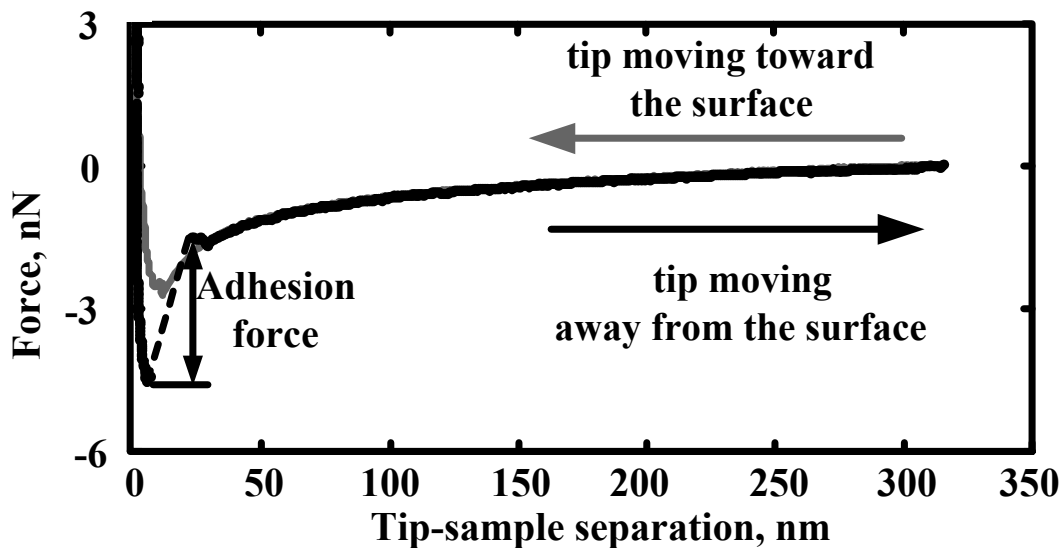 3
0
-3
-6
Force, nN
tip moving toward
the surface
Adhesion
force
tip moving
away from the surface
0 50 100 150 200 250 300 350
Tip-sample separation, nm